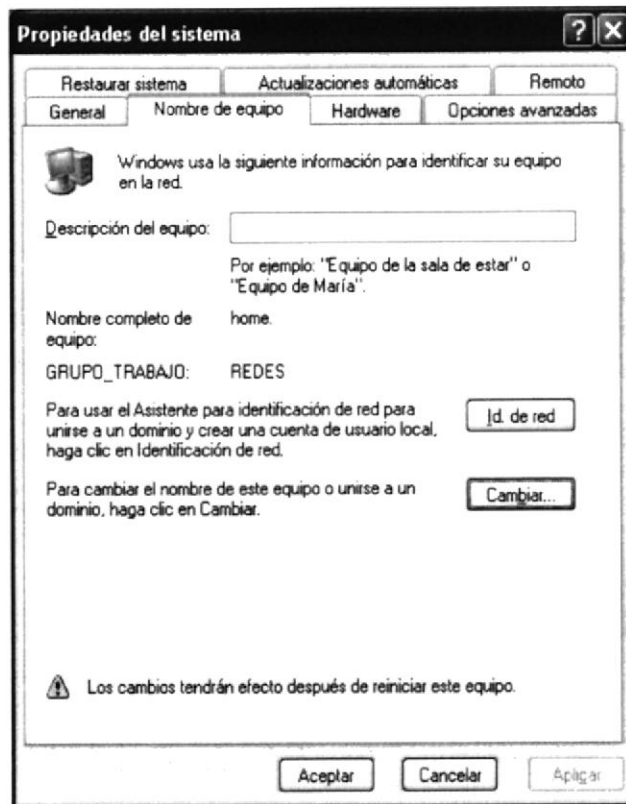 Propiedades del sistema
Restaurar sistema Actualizaciones automáticas Remoto
General Nombre de equipo Hardware Opciones avanzadas
Windows usa la siguiente información para identificar su equipo
en la red.
Descripción del equipo:
Por ejemplo: "Equipo de la sala de estar" o
"Equipo de María".
Nombre completo de home.
equipo:
GRUPO_TRABAJO: REDES
Para usar el Asistente para identificación de red para
unirse a un dominio y crear una cuenta de usuario local,
haga clic en Identificación de red.
Id. de red
Para cambiar el nombre de este equipo o unirse a un
dominio, haga clic en Cambiar.
Cambiar...
Los cambios tendrán efecto después de reiniciar este equipo.
Aceptar Cancelar Aplicar